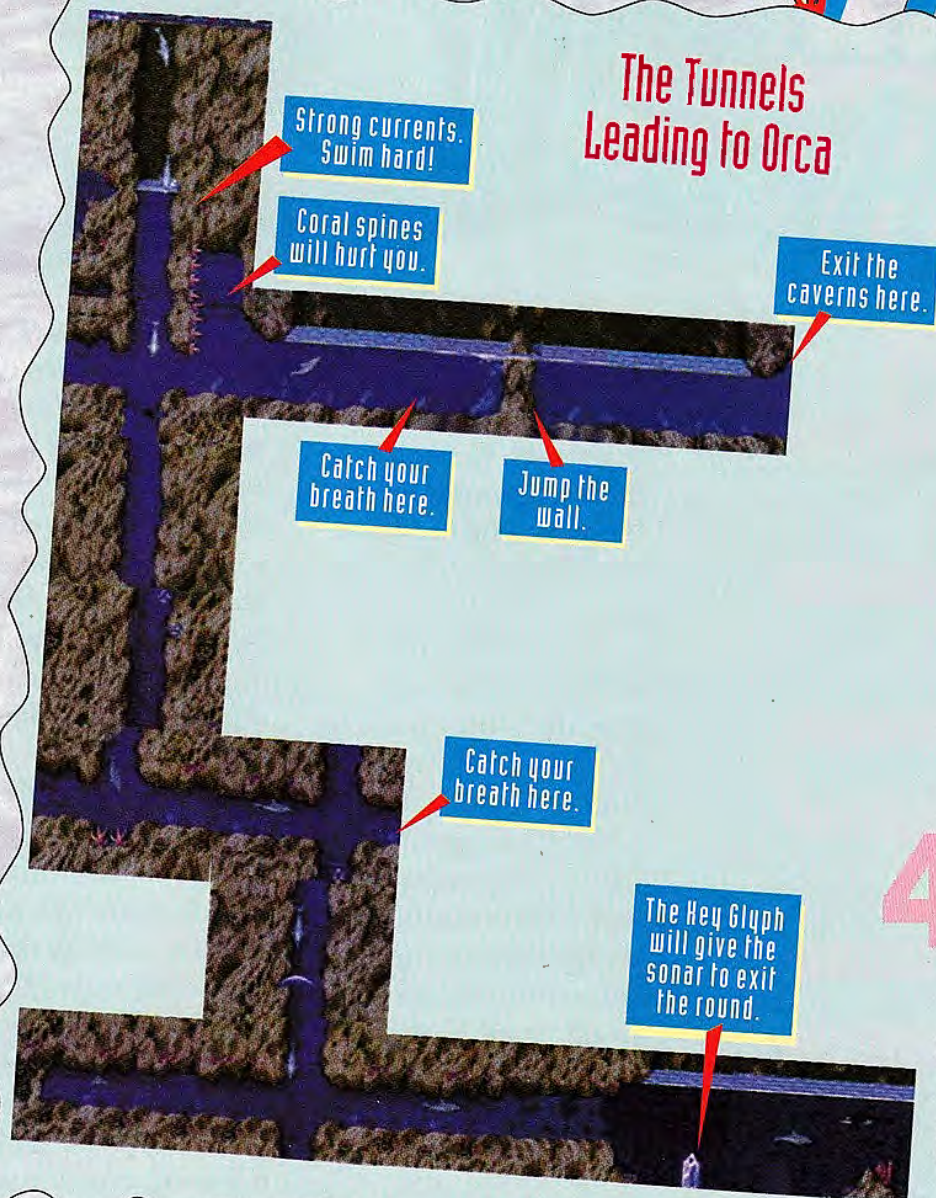 The Tunnels
Leading to Orca
Strong currents.
Swim hard!
Coral spines
will hurt you.
Exit the
caverns here.
Catch your
breath here.
Jump the
wall.
Catch your
breath here.
4
The Key Glyph
will give the
sonar to exit
the round.